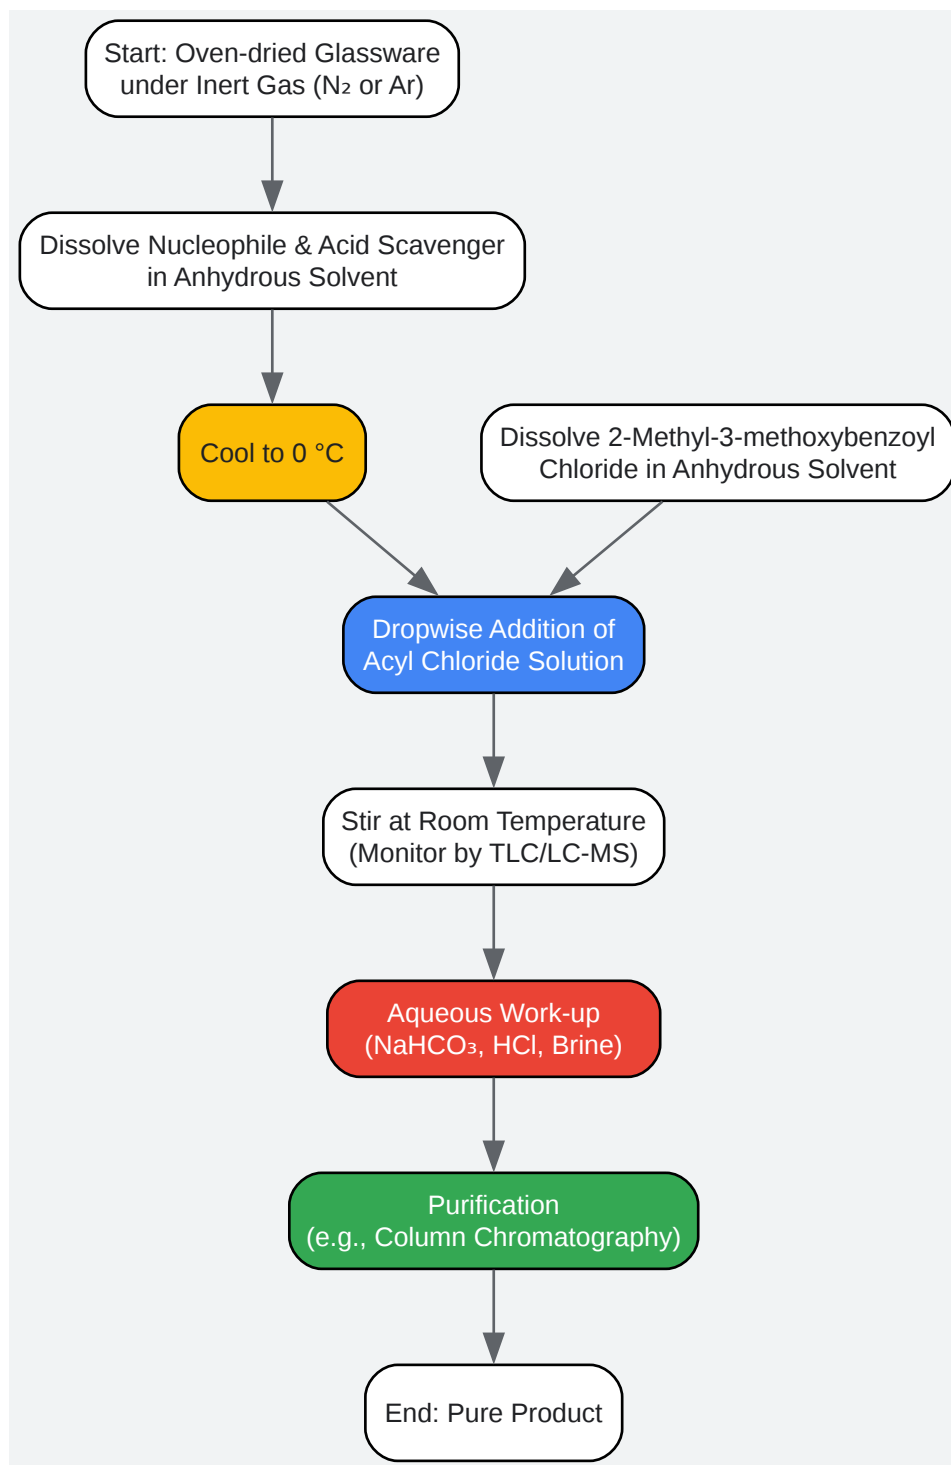 Start: Oven-dried Glassware
under Inert Gas (N₂ or Ar)
Dissolve Nucleophile & Acid Scavenger
in Anhydrous Solvent
Cool to 0 °C
Dissolve 2-Methyl-3-methoxybenzoyl
Chloride in Anhydrous Solvent
Dropwise Addition of
Acyl Chloride Solution
Stir at Room Temperature
(Monitor by TLC/LC-MS)
Aqueous Work-up
(NaHCO₃, HCl, Brine)
Purification
(e.g., Column Chromatography)
End: Pure Product